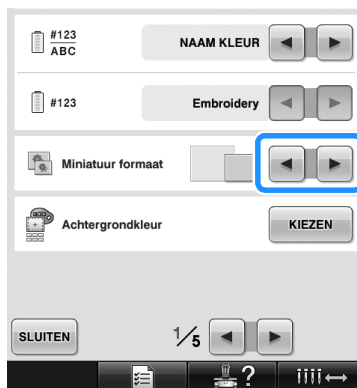 #123
ABC
NAAM KLEUR
#123
Embroidery
Miniatuur formaat
Achtergrondkleur
KIEZEN
SLUITEN
1/5
?